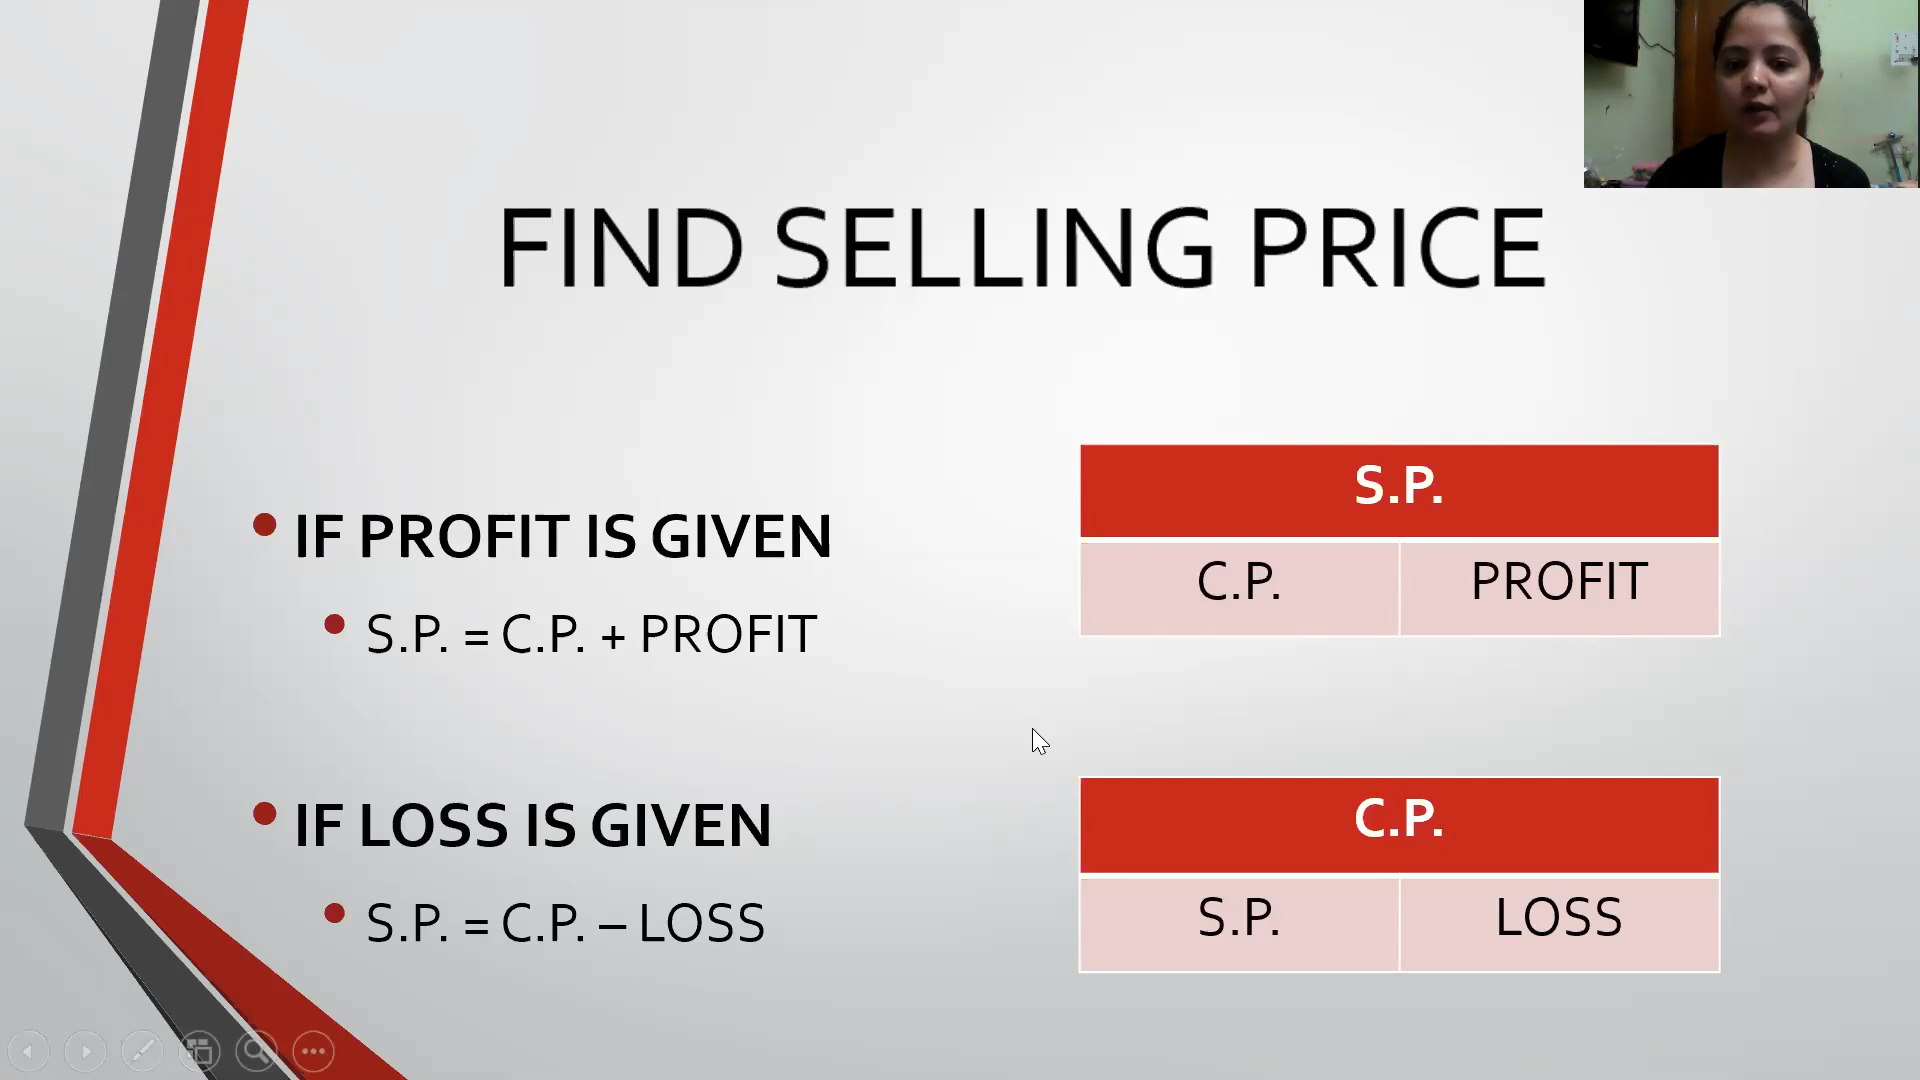 FIND SELLING PRICE
IF PROFIT IS GIVEN
S.P. = C.P. + PROFIT
IF LOSS IS GIVEN
S.P. = C.P. – LOSS
S.P.
C.P. PROFIT
C.P.
S.P. LOSS